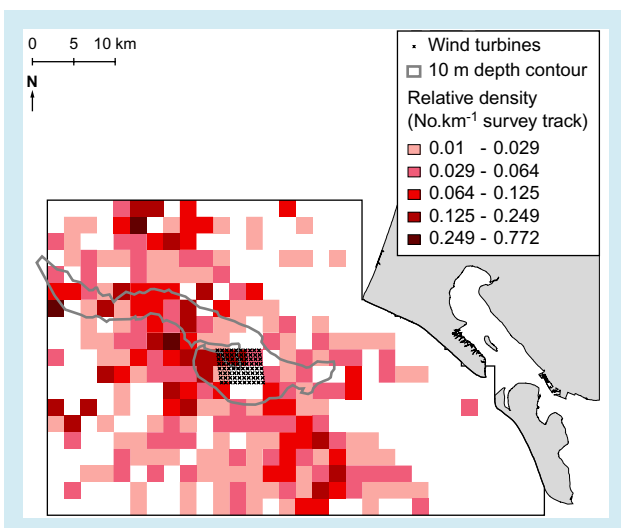 0 5 10 km
N
Wind turbines
10 m depth contour
Relative density
(No.km-1 survey track)
0.01 - 0.029
0.029 - 0.064
0.064 - 0.125
0.125 - 0.249
0.249 - 0.772